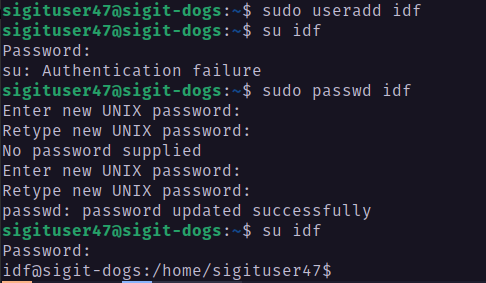 sigituser47@sigit-dogs:~$ sudo useradd idf
sigituser47@sigit-dogs:~$ su idf
Password:
su: Authentication failure
sigituser47@sigit-dogs:~$ sudo passwd idf
Enter new UNIX password:
Retype new UNIX password:
No password supplied
Enter new UNIX password:
Retype new UNIX password:
passwd: password updated successfully
sigituser47@sigit-dogs:~$ su idf
Password:
idf@sigit-dogs:/home/sigituser47$